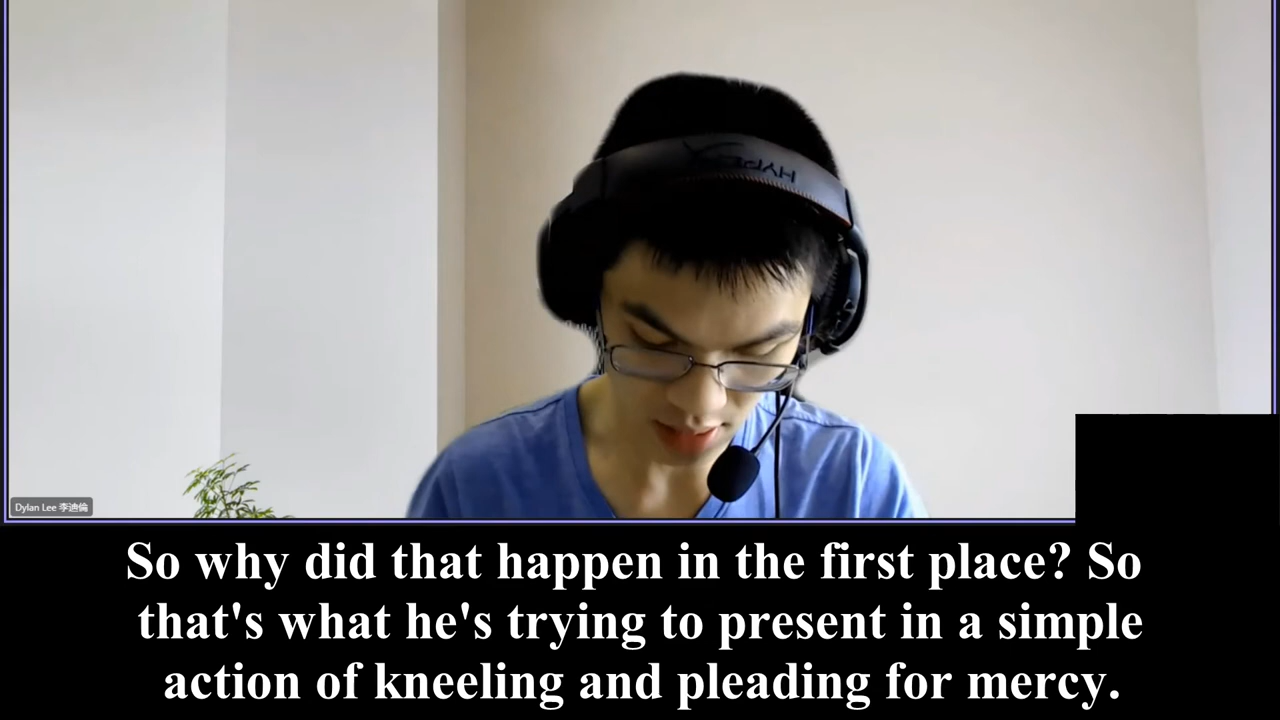 HYPERX
Dylan Lee 李迪倫
So why did that happen in the first place? So
that's what he's trying to present in a simple
action of kneeling and pleading for mercy.